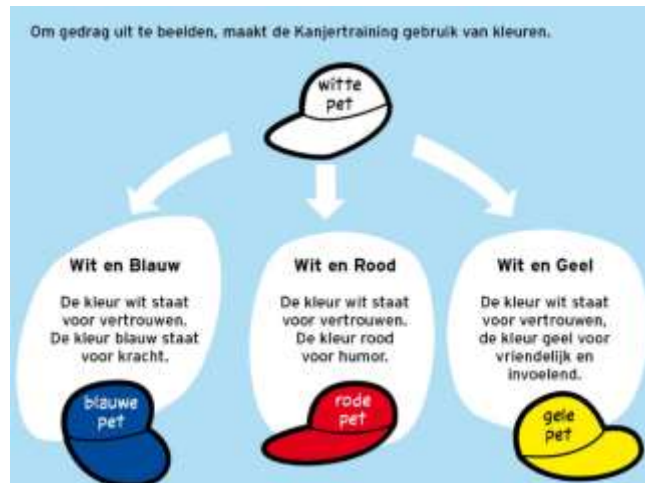 Om gedrag uit te beelden, maakt de Kanjertraining gebruik van kleuren.
witte
pet
Wit en Blauw
De kleur wit staat
voor vertrouwen.
De kleur blauw staat
voor kracht.
blauwe
pet
Wit en Rood
De kleur wit staat
voor vertrouwen.
De kleur rood
voor humor.
rode
pet
Wit en Geel
De kleur wit staat
voor vertrouwen,
de kleur geel voor
vriendelijk en
invoelend.
gele
pet